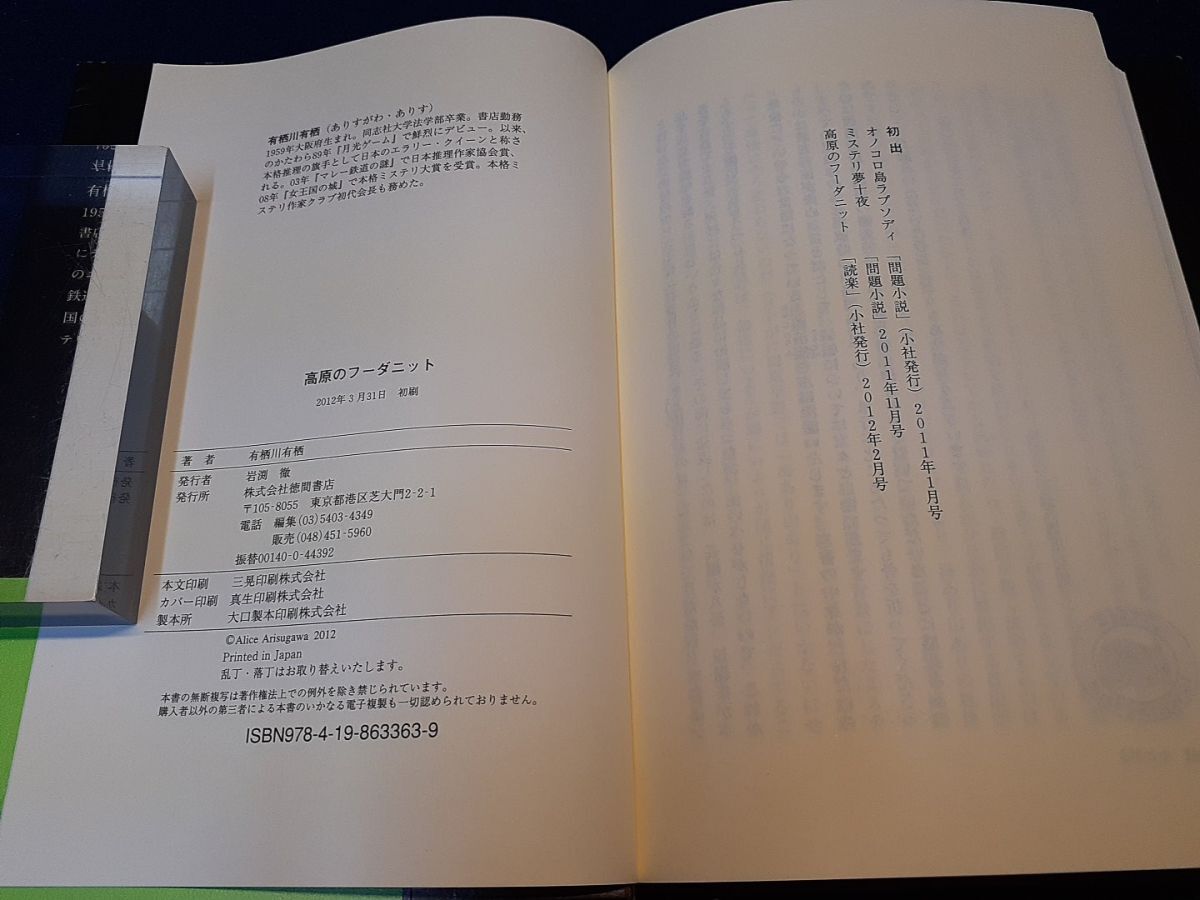 初出
オノコロ島ラプソディ 「問題小説」(小社発行) 2011年1月号
ミステリ夢十夜 「問題小説」2011年11月号
高原のフーダニット 「読楽」(小社発行) 2012年2月号
有栖川有栖(ありすがわ・ありす)
1959年大阪府生まれ。同志社大学法学部卒業。書店勤務
のかたわら89年『月光ゲーム』で鮮烈にデビュー。以来、
本格推理の旗手として日本のエラリー・クイーンと称さ
れる。03年『マレー鉄道の謎』で日本推理作家協会賞、
08年『女王国の城』で本格ミステリ大賞を受賞。本格ミ
ステリ作家クラブ初代会長も務めた。
高原のフーダニット
2012年3月31日 初刷
著者 有栖川有栖
発行者 岩渕 徹
発行所 株式会社徳間書店
〒105-8055 東京都港区芝大門2-2-1
電話 編集(03)5403-4349
販売(048)451-5960
振替00140-0-44392
本文印刷 三晃印刷株式会社
カバー印刷 真生印刷株式会社
製本所 大口製本印刷株式会社
©Alice Arisugawa 2012
Printed in Japan
乱丁・落丁はお取り替えいたします。
本書の無断複写は著作権法上での例外を除き禁じられています。
購入者以外の第三者による本書のいかなる電子複製も一切認められておりません。
ISBN978-4-19-863363-9